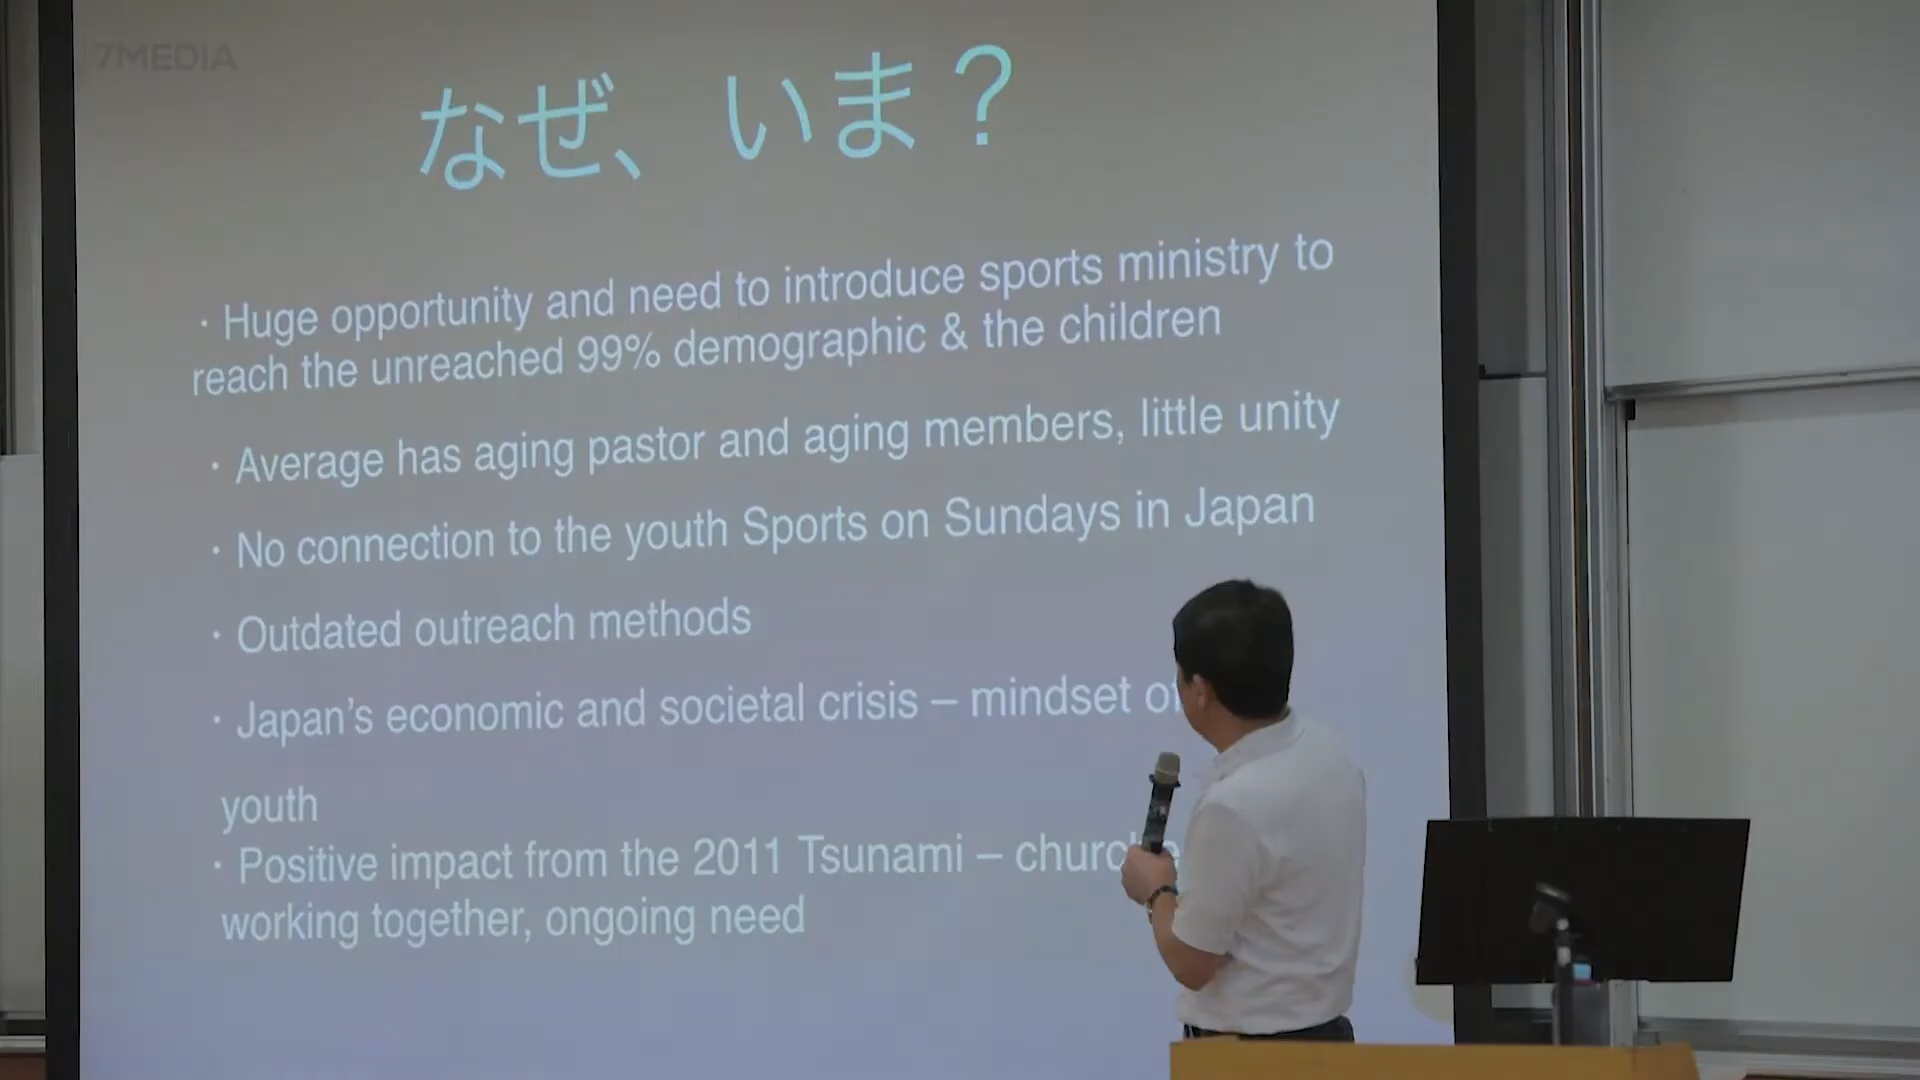 7MEDIA
なぜ、いま？
· Huge opportunity and need to introduce sports ministry to
reach the unreached 99% demographic & the children
· Average has aging pastor and aging members, little unity
· No connection to the youth Sports on Sundays in Japan
· Outdated outreach methods
· Japan’s economic and societal crisis – mindset of
youth
· Positive impact from the 2011 Tsunami –
working together, ongoing need